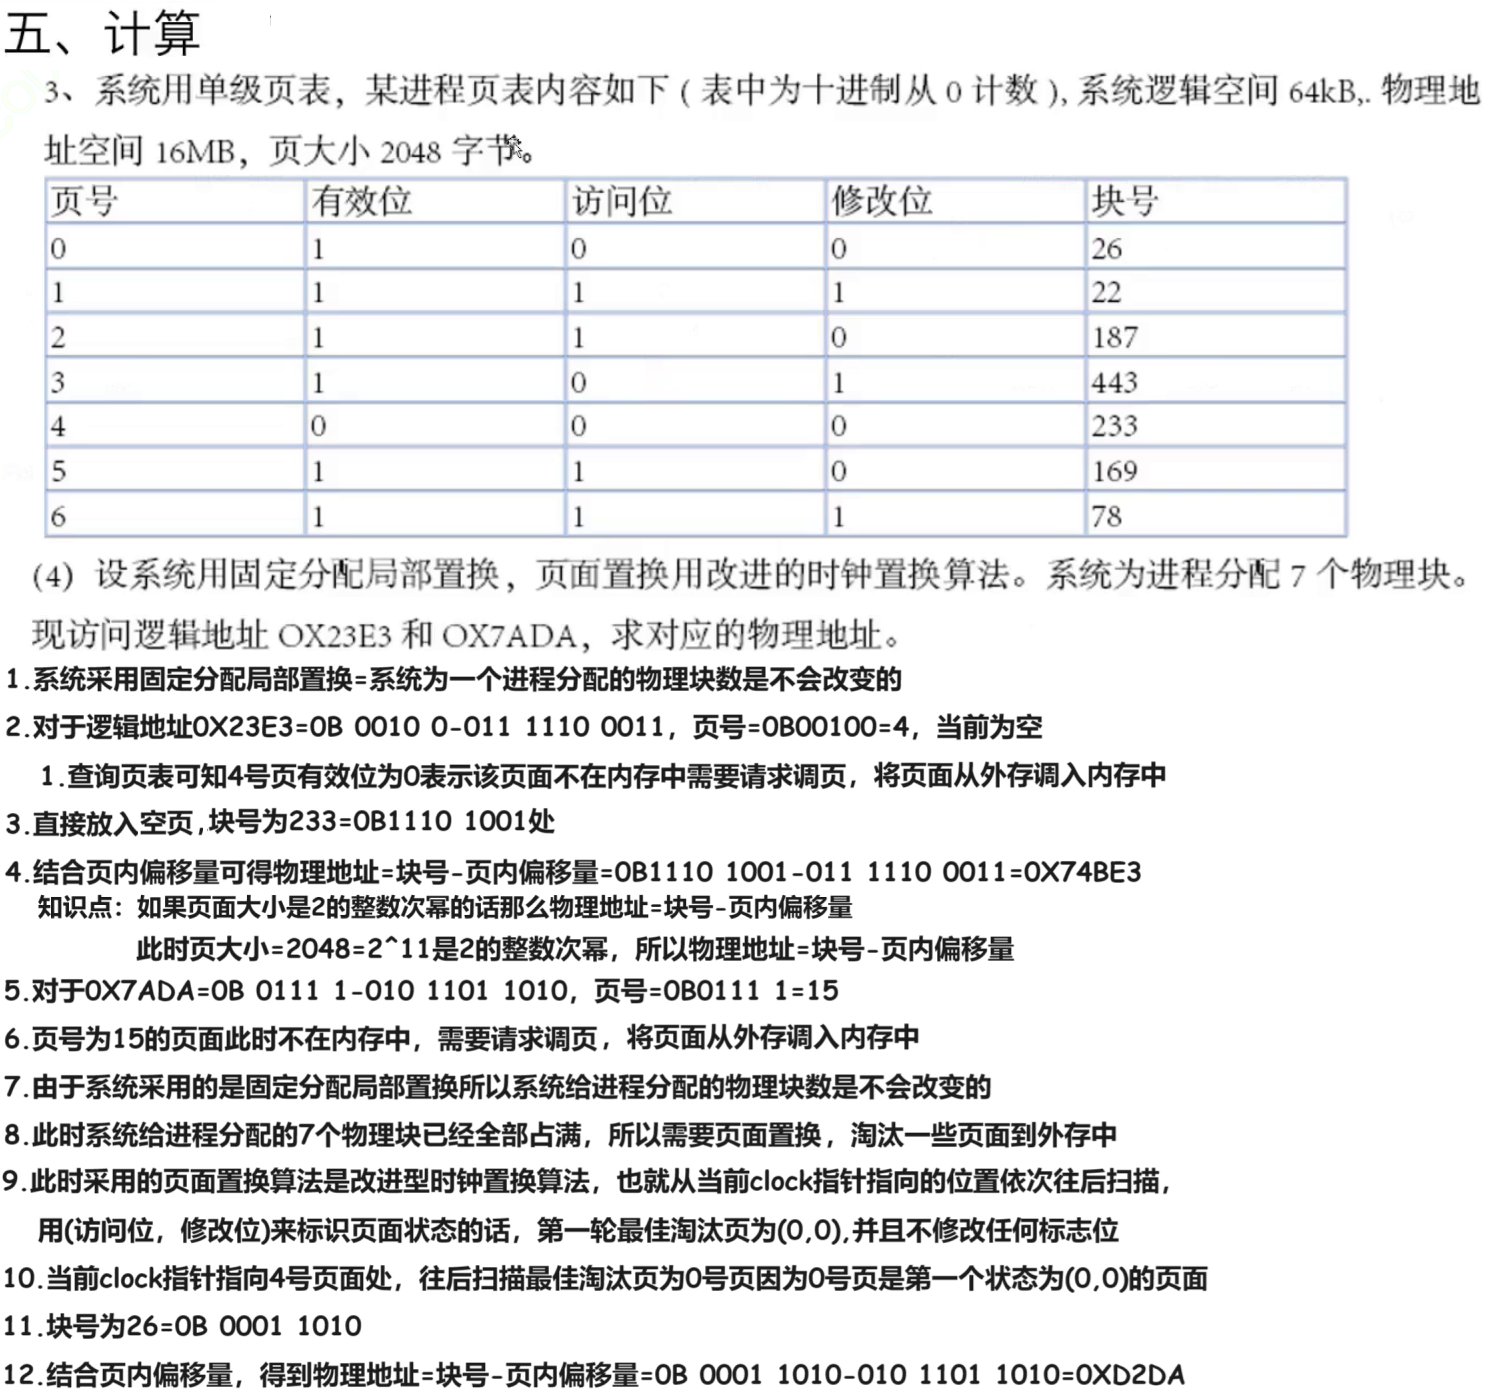 五、计算
3、系统用单级页表，某进程页表内容如下 ( 表中为十进制从 0 计数 ), 系统逻辑空间 64kB,. 物理地
址空间 16MB，页大小 2048 字节。
页号 有效位 访问位 修改位 块号
0 1 0 0 26
1 1 1 1 22
2 1 1 0 187
3 1 0 1 443
4 0 0 0 233
5 1 1 0 169
6 1 1 1 78
(4) 设系统用固定分配局部置换，页面置换用改进的时钟置换算法。系统为进程分配 7 个物理块。
现访问逻辑地址 OX23E3 和 OX7ADA，求对应的物理地址。
1.系统采用固定分配局部置换=系统为一个进程分配的物理块数是不会改变的
2.对于逻辑地址0X23E3=0B 0010 0-011 1110 0011，页号=0B00100=4，当前为空
1.查询页表可知4号页有效位为0表示该页面不在内存中需要请求调页，将页面从外存调入内存中
3.直接放入空页,块号为233=0B1110 1001处
4.结合页内偏移量可得物理地址=块号-页内偏移量=0B1110 1001-011 1110 0011=0X74BE3
知识点：如果页面大小是2的整数次幂的话那么物理地址=块号-页内偏移量
此时页大小=2048=2^11是2的整数次幂，所以物理地址=块号-页内偏移量
5.对于0X7ADA=0B 0111 1-010 1101 1010，页号=0B0111 1=15
6.页号为15的页面此时不在内存中，需要请求调页，将页面从外存调入内存中
7.由于系统采用的是固定分配局部置换所以系统给进程分配的物理块数是不会改变的
8.此时系统给进程分配的7个物理块已经全部占满，所以需要页面置换，淘汰一些页面到外存中
9.此时采用的页面置换算法是改进型时钟置换算法，也就从当前clock指针指向的位置依次往后扫描，
用(访问位，修改位)来标识页面状态的话，第一轮最佳淘汰页为(0,0),并且不修改任何标志位
10.当前clock指针指向4号页面处，往后扫描最佳淘汰页为0号页因为0号页是第一个状态为(0,0)的页面
11.块号为26=0B 0001 1010
12.结合页内偏移量，得到物理地址=块号-页内偏移量=0B 0001 1010-010 1101 1010=0XD2DA